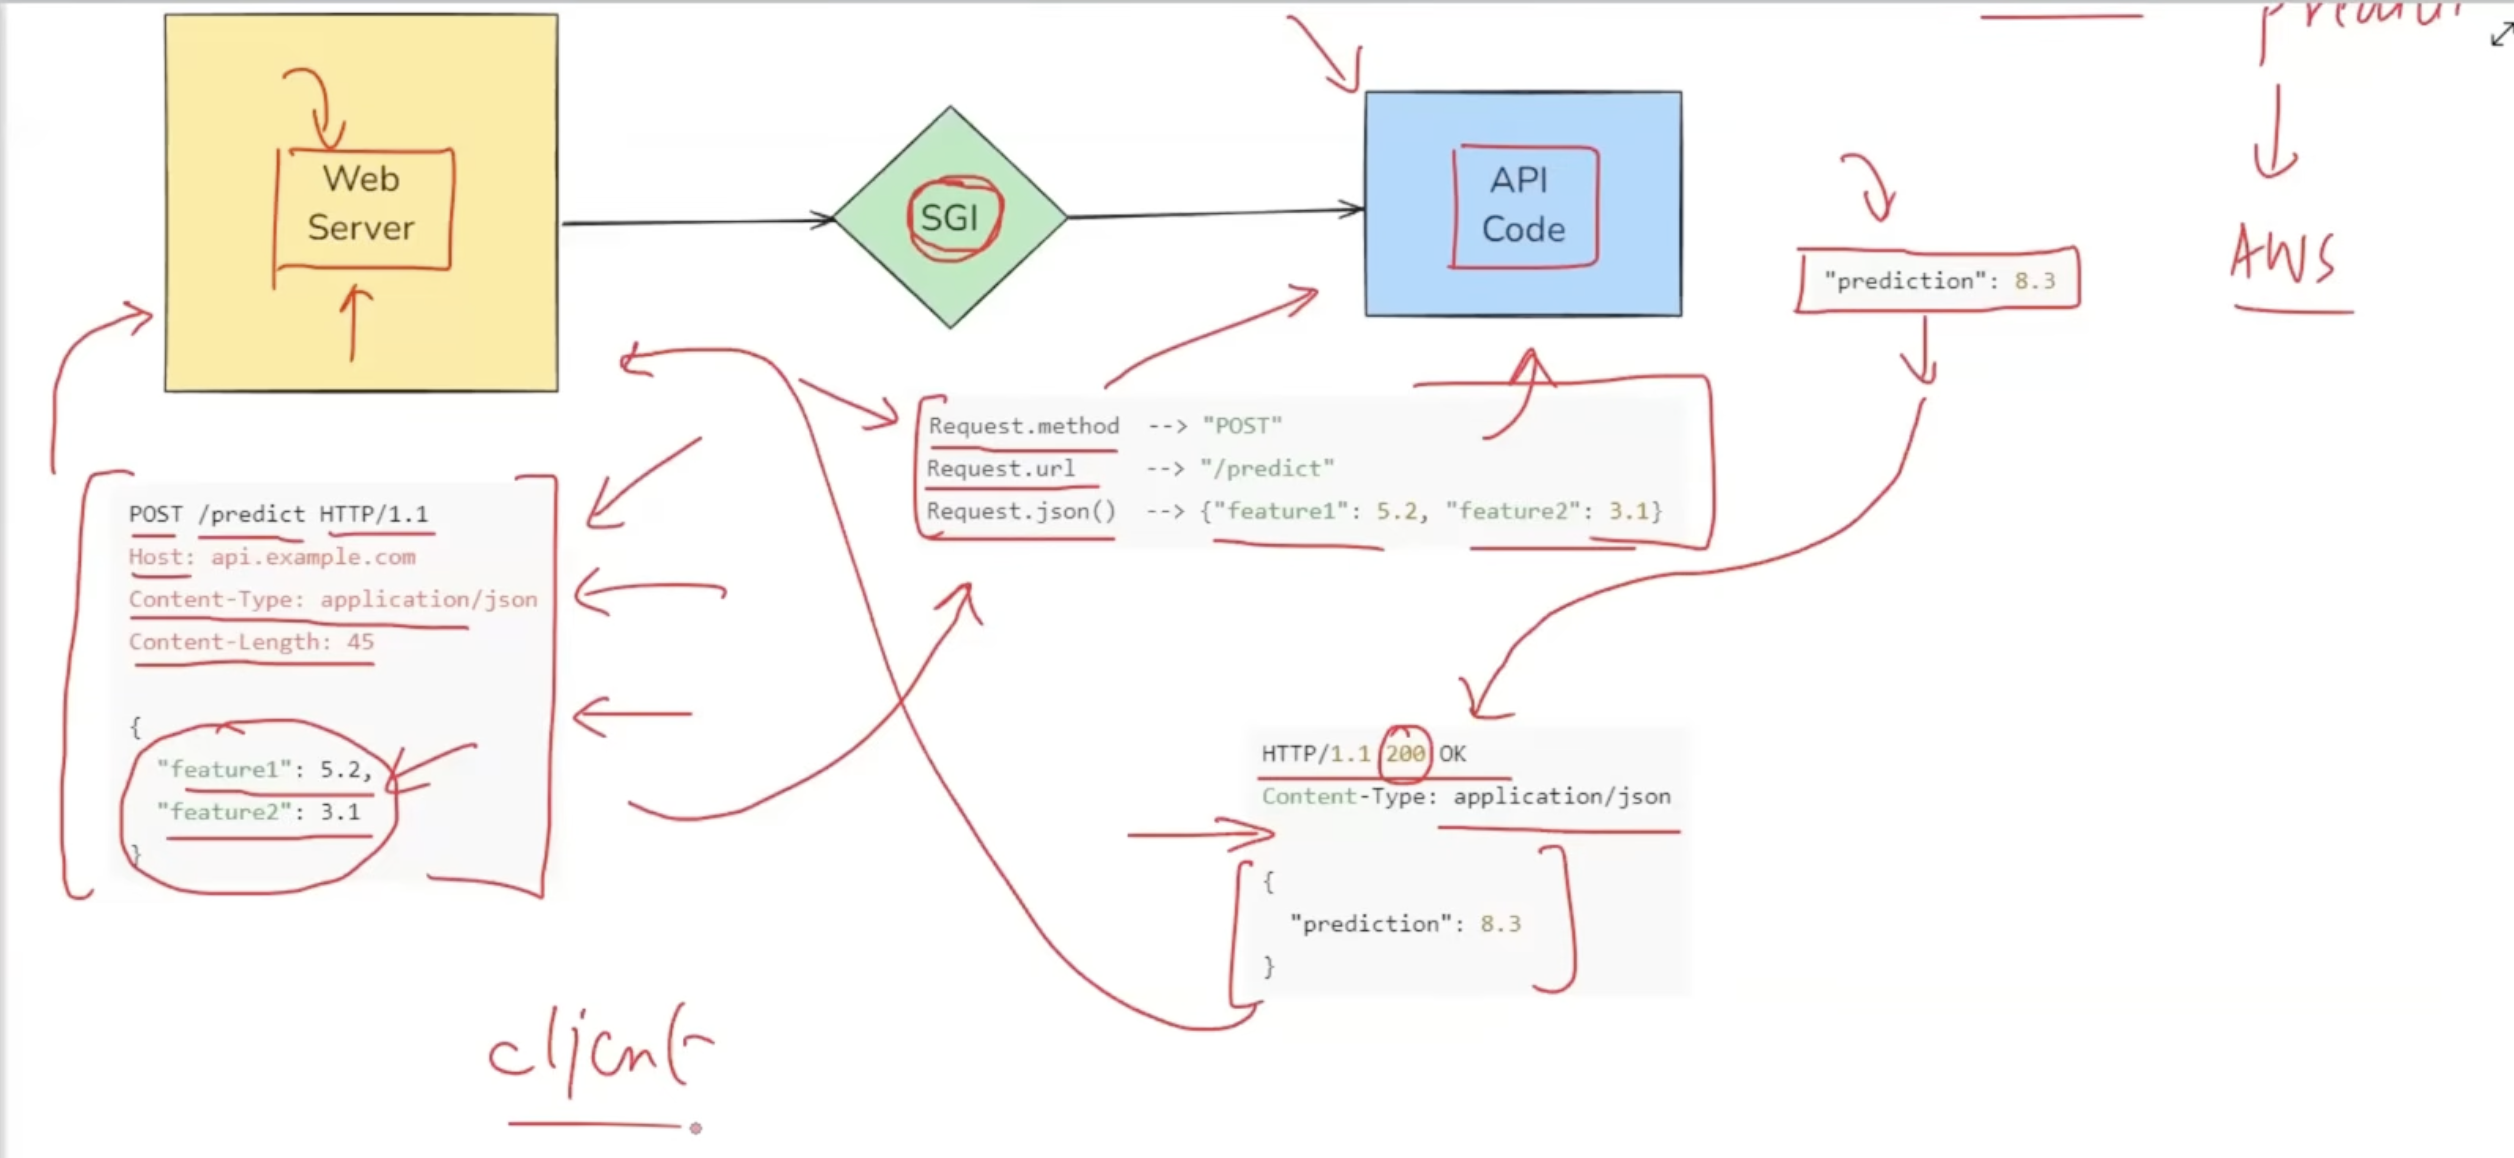 Web
Server
SGI
API
Code
"prediction": 8.3
AWS
Request.method --> "POST"
Request.url --> "/predict"
Request.json() --> {"feature1": 5.2, "feature2": 3.1}
POST /predict HTTP/1.1
Host: api.example.com
Content-Type: application/json
Content-Length: 45
{
"feature1": 5.2,
"feature2": 3.1
}
HTTP/1.1 200 OK
Content-Type: application/json
{
"prediction": 8.3
}
client